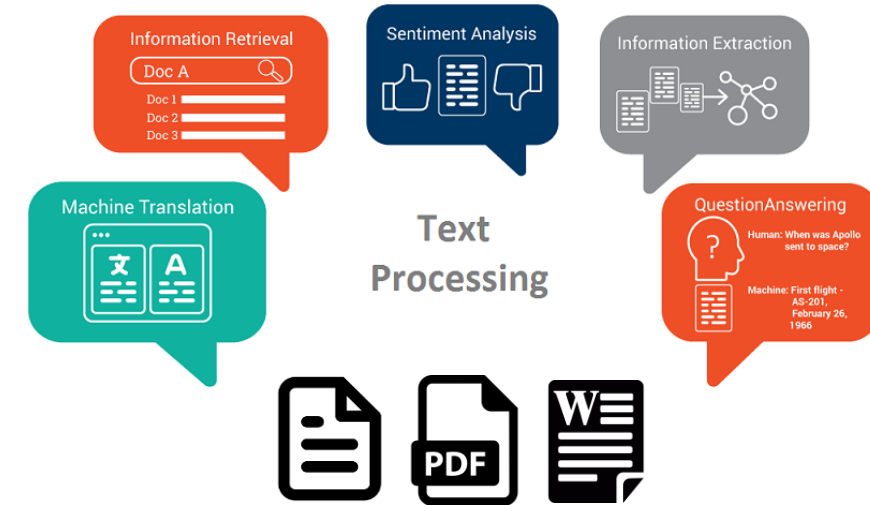 Information Retrieval
Doc A
Doc 1
Doc 2
Doc 3
Sentiment Analysis
Information Extraction
Machine Translation
文 A
Text
Processing
QuestionAnswering
?
Human: When was Apollo
sent to space?
Machine: First flight -
AS-201,
February 26,
1966
PDF
W